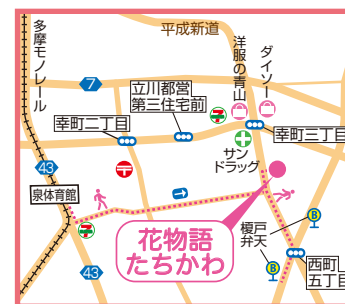 多摩モノレール
平成新道
洋服の青山
ダイソー
7
立川都営
第三住宅前
幸町二丁目
幸町三丁目
サン
ドラッグ
43
泉体育館
7
7
花物語
たちかわ
榎戸
弁天
B
B
43
西町
五丁目